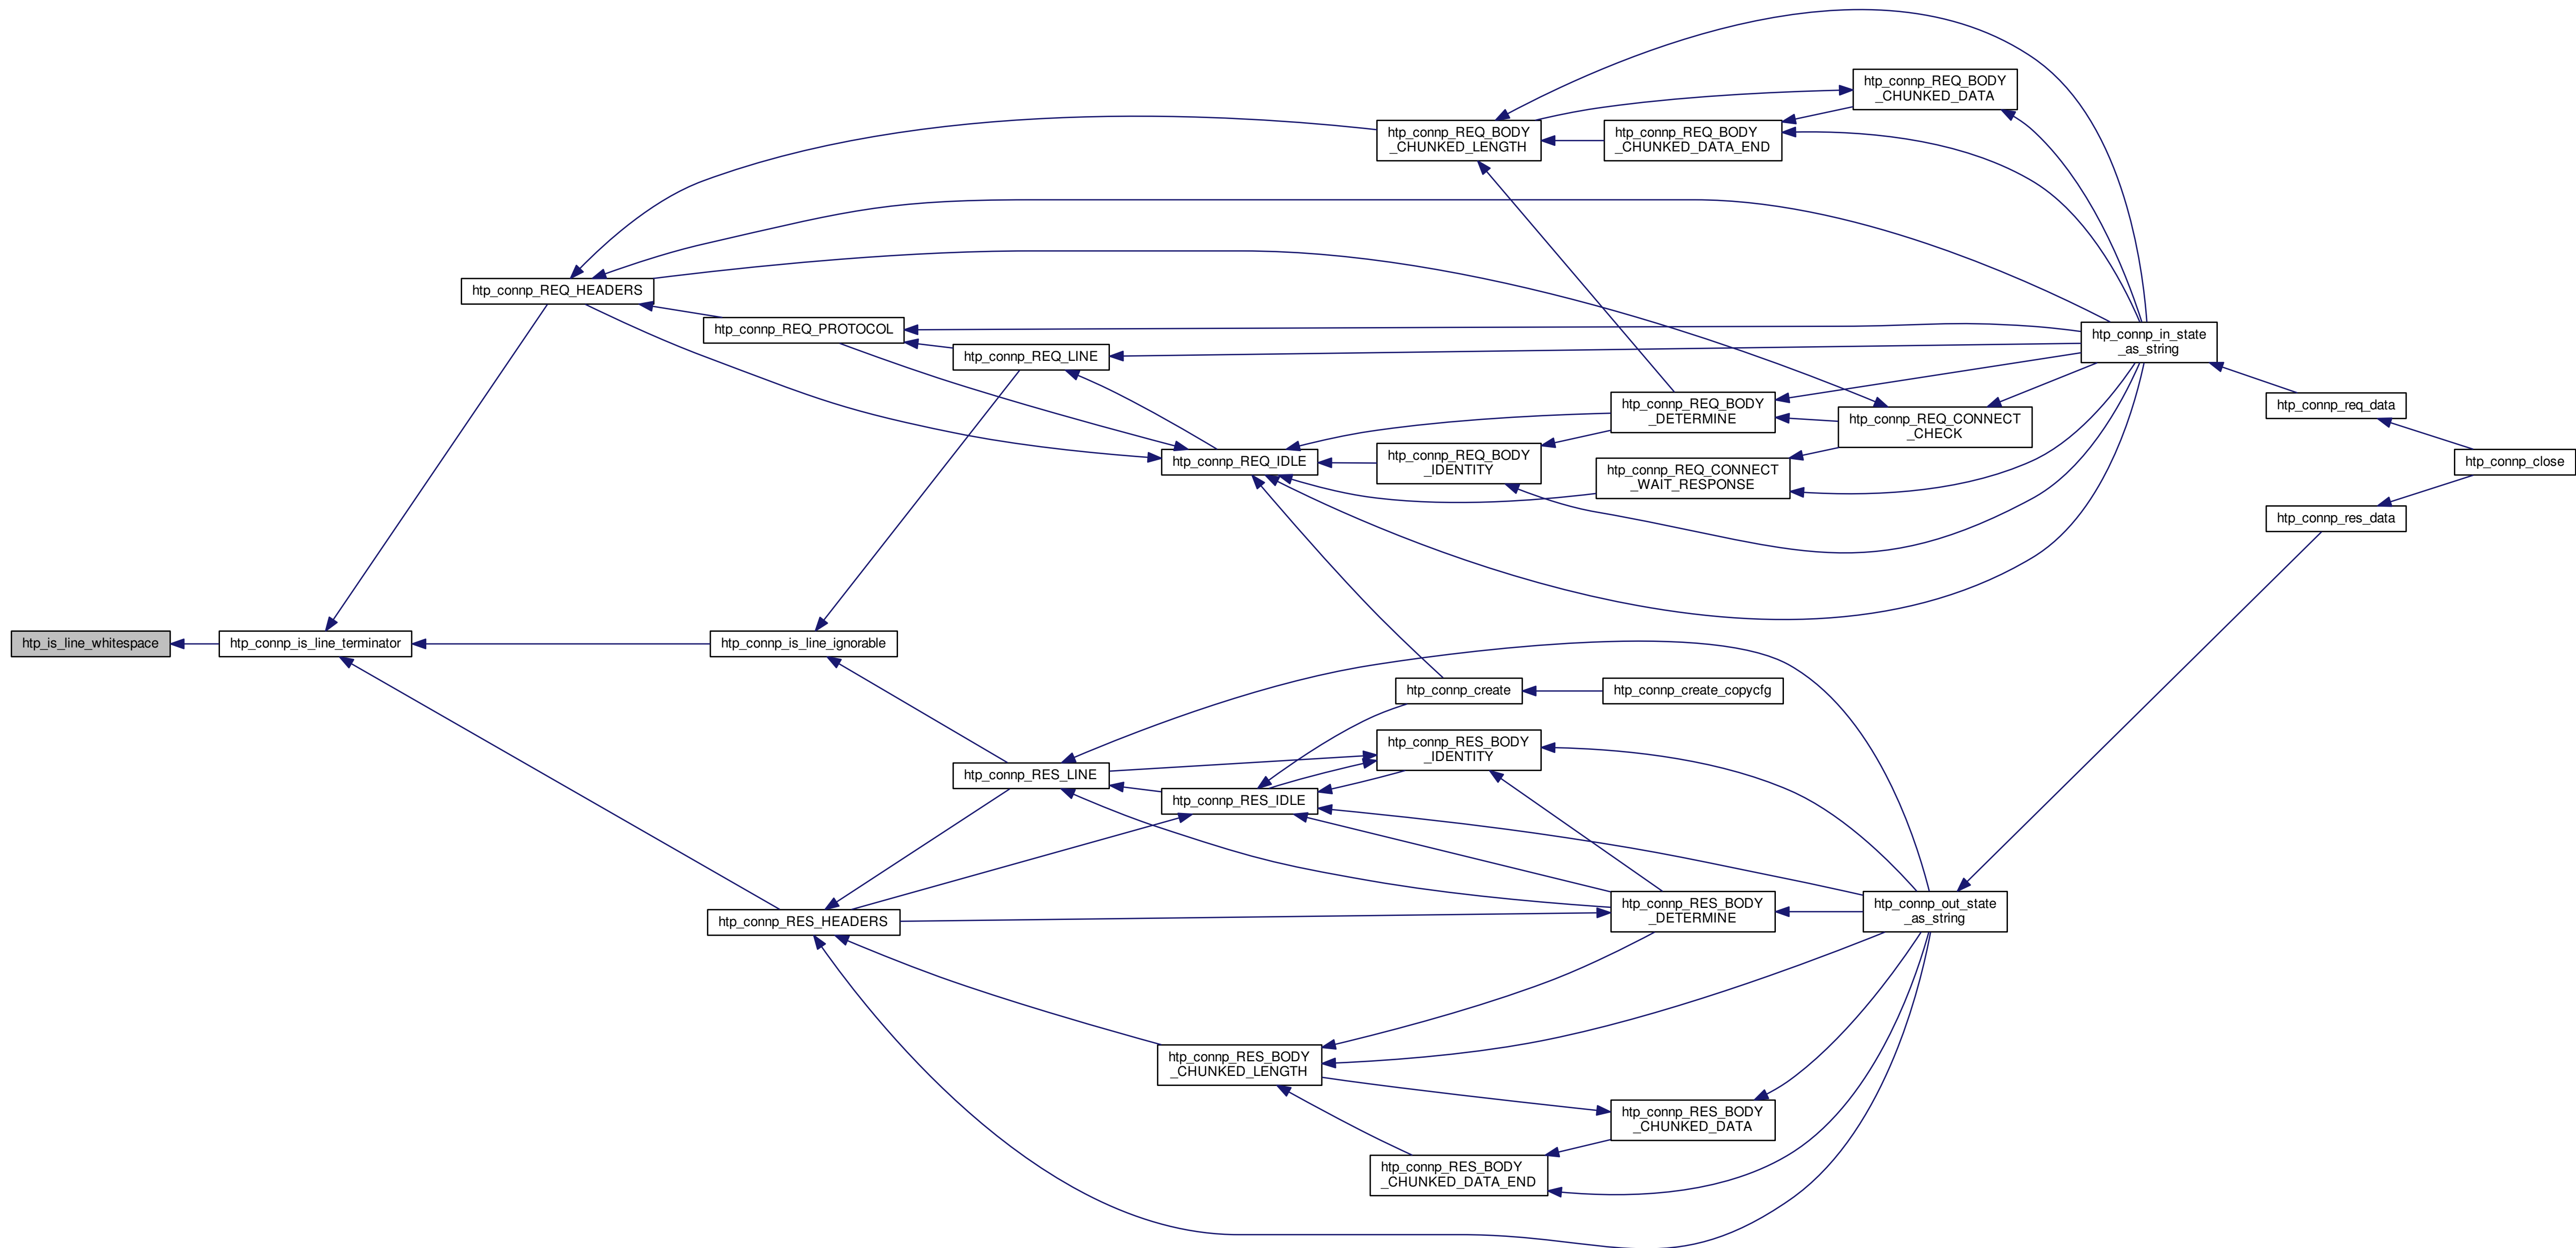 htp_connp_REQ_BODY
_CHUNKED_DATA
htp_connp_REQ_BODY
_CHUNKED_LENGTH
htp_connp_REQ_BODY
_CHUNKED_DATA_END
htp_connp_REQ_HEADERS
htp_connp_REQ_PROTOCOL
htp_connp_REQ_LINE
htp_connp_in_state
_as_string
htp_connp_REQ_BODY
_DETERMINE
htp_connp_REQ_CONNECT
_CHECK
htp_connp_req_data
htp_connp_REQ_IDLE
htp_connp_REQ_BODY
_IDENTITY
htp_connp_REQ_CONNECT
_WAIT_RESPONSE
htp_connp_close
htp_connp_res_data
htp_is_line_whitespace
htp_connp_is_line_terminator
htp_connp_is_line_ignorable
htp_connp_create
htp_connp_create_copycfg
htp_connp_RES_BODY
_IDENTITY
htp_connp_RES_LINE
htp_connp_RES_IDLE
htp_connp_RES_HEADERS
htp_connp_RES_BODY
_DETERMINE
htp_connp_out_state
_as_string
htp_connp_RES_BODY
_CHUNKED_LENGTH
htp_connp_RES_BODY
_CHUNKED_DATA
htp_connp_RES_BODY
_CHUNKED_DATA_END